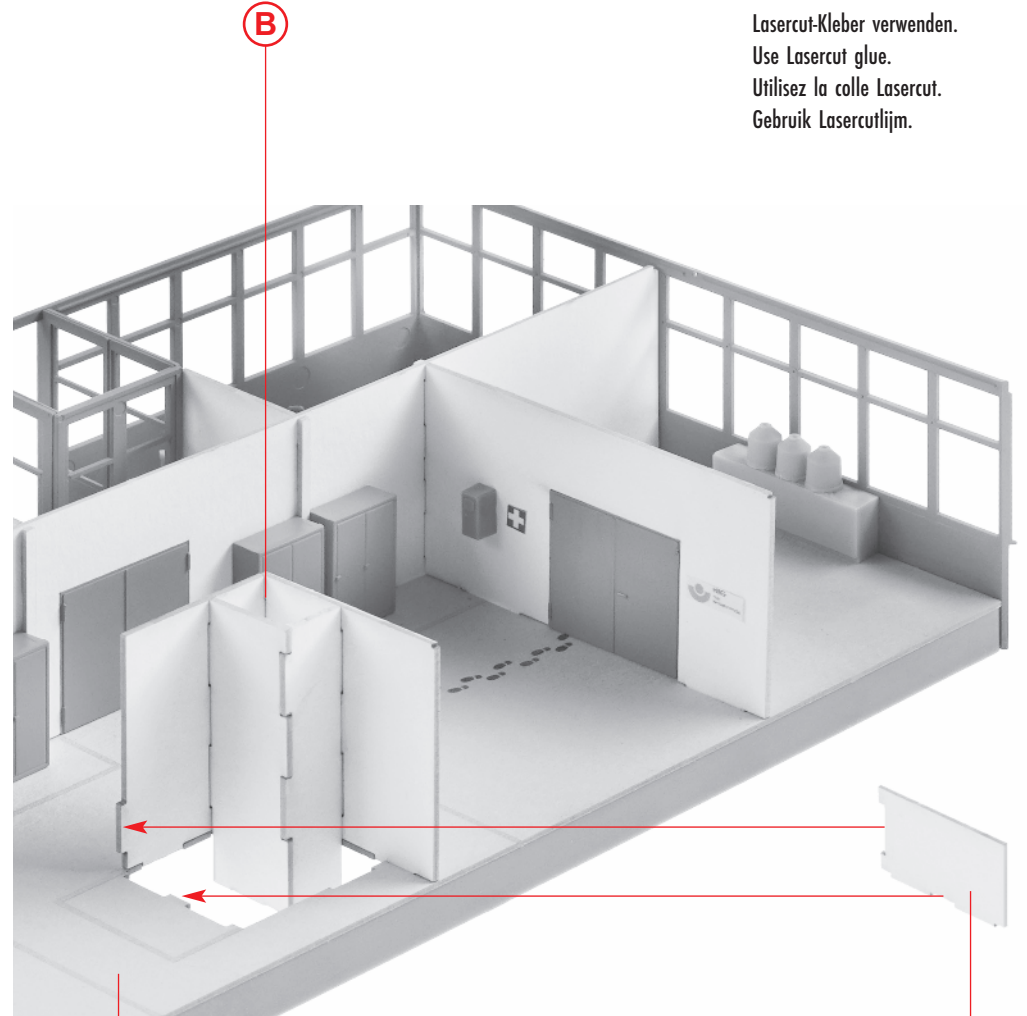 B
Lasercut-Kleber verwenden.
Use Lasercut glue.
Utilisez la colle Lasercut.
Gebruik Lasercutlijm.